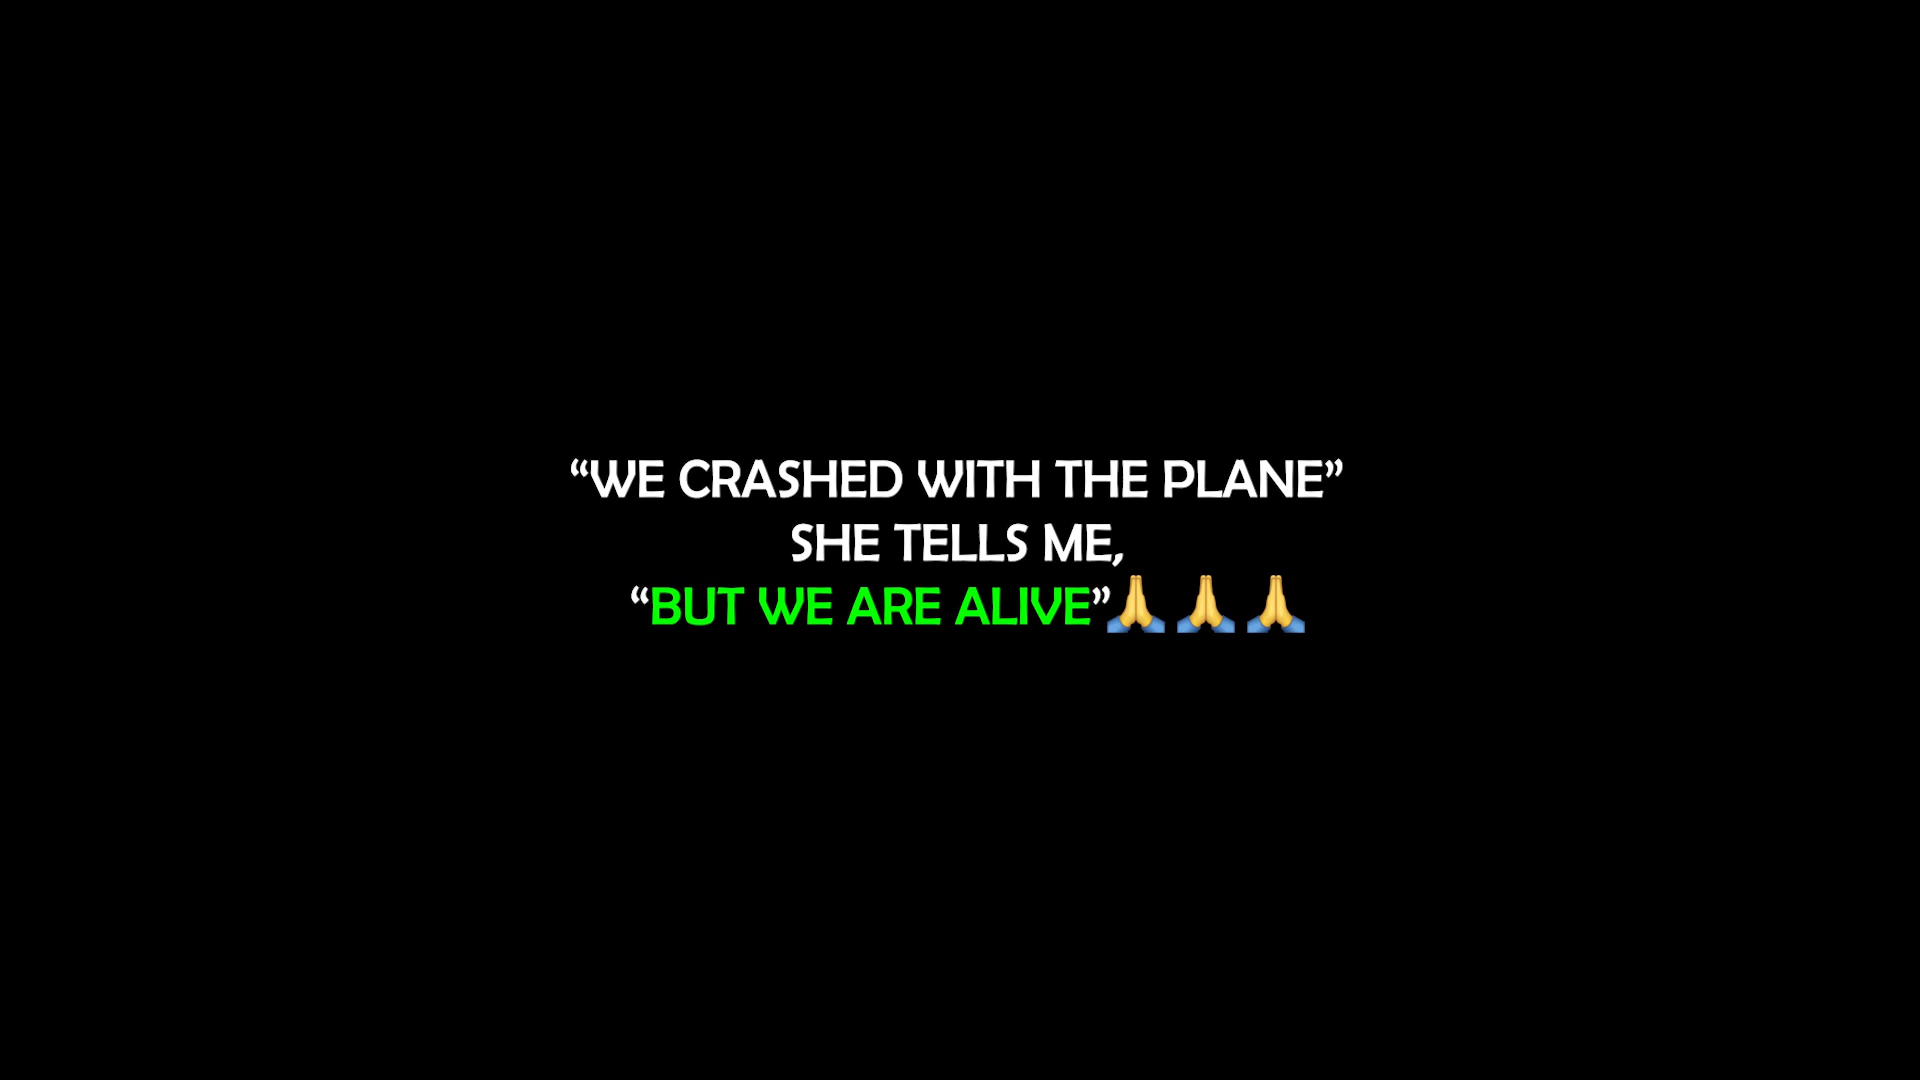 “WE CRASHED WITH THE PLANE”
SHE TELLS ME,
“BUT WE ARE ALIVE”🙏🙏🙏